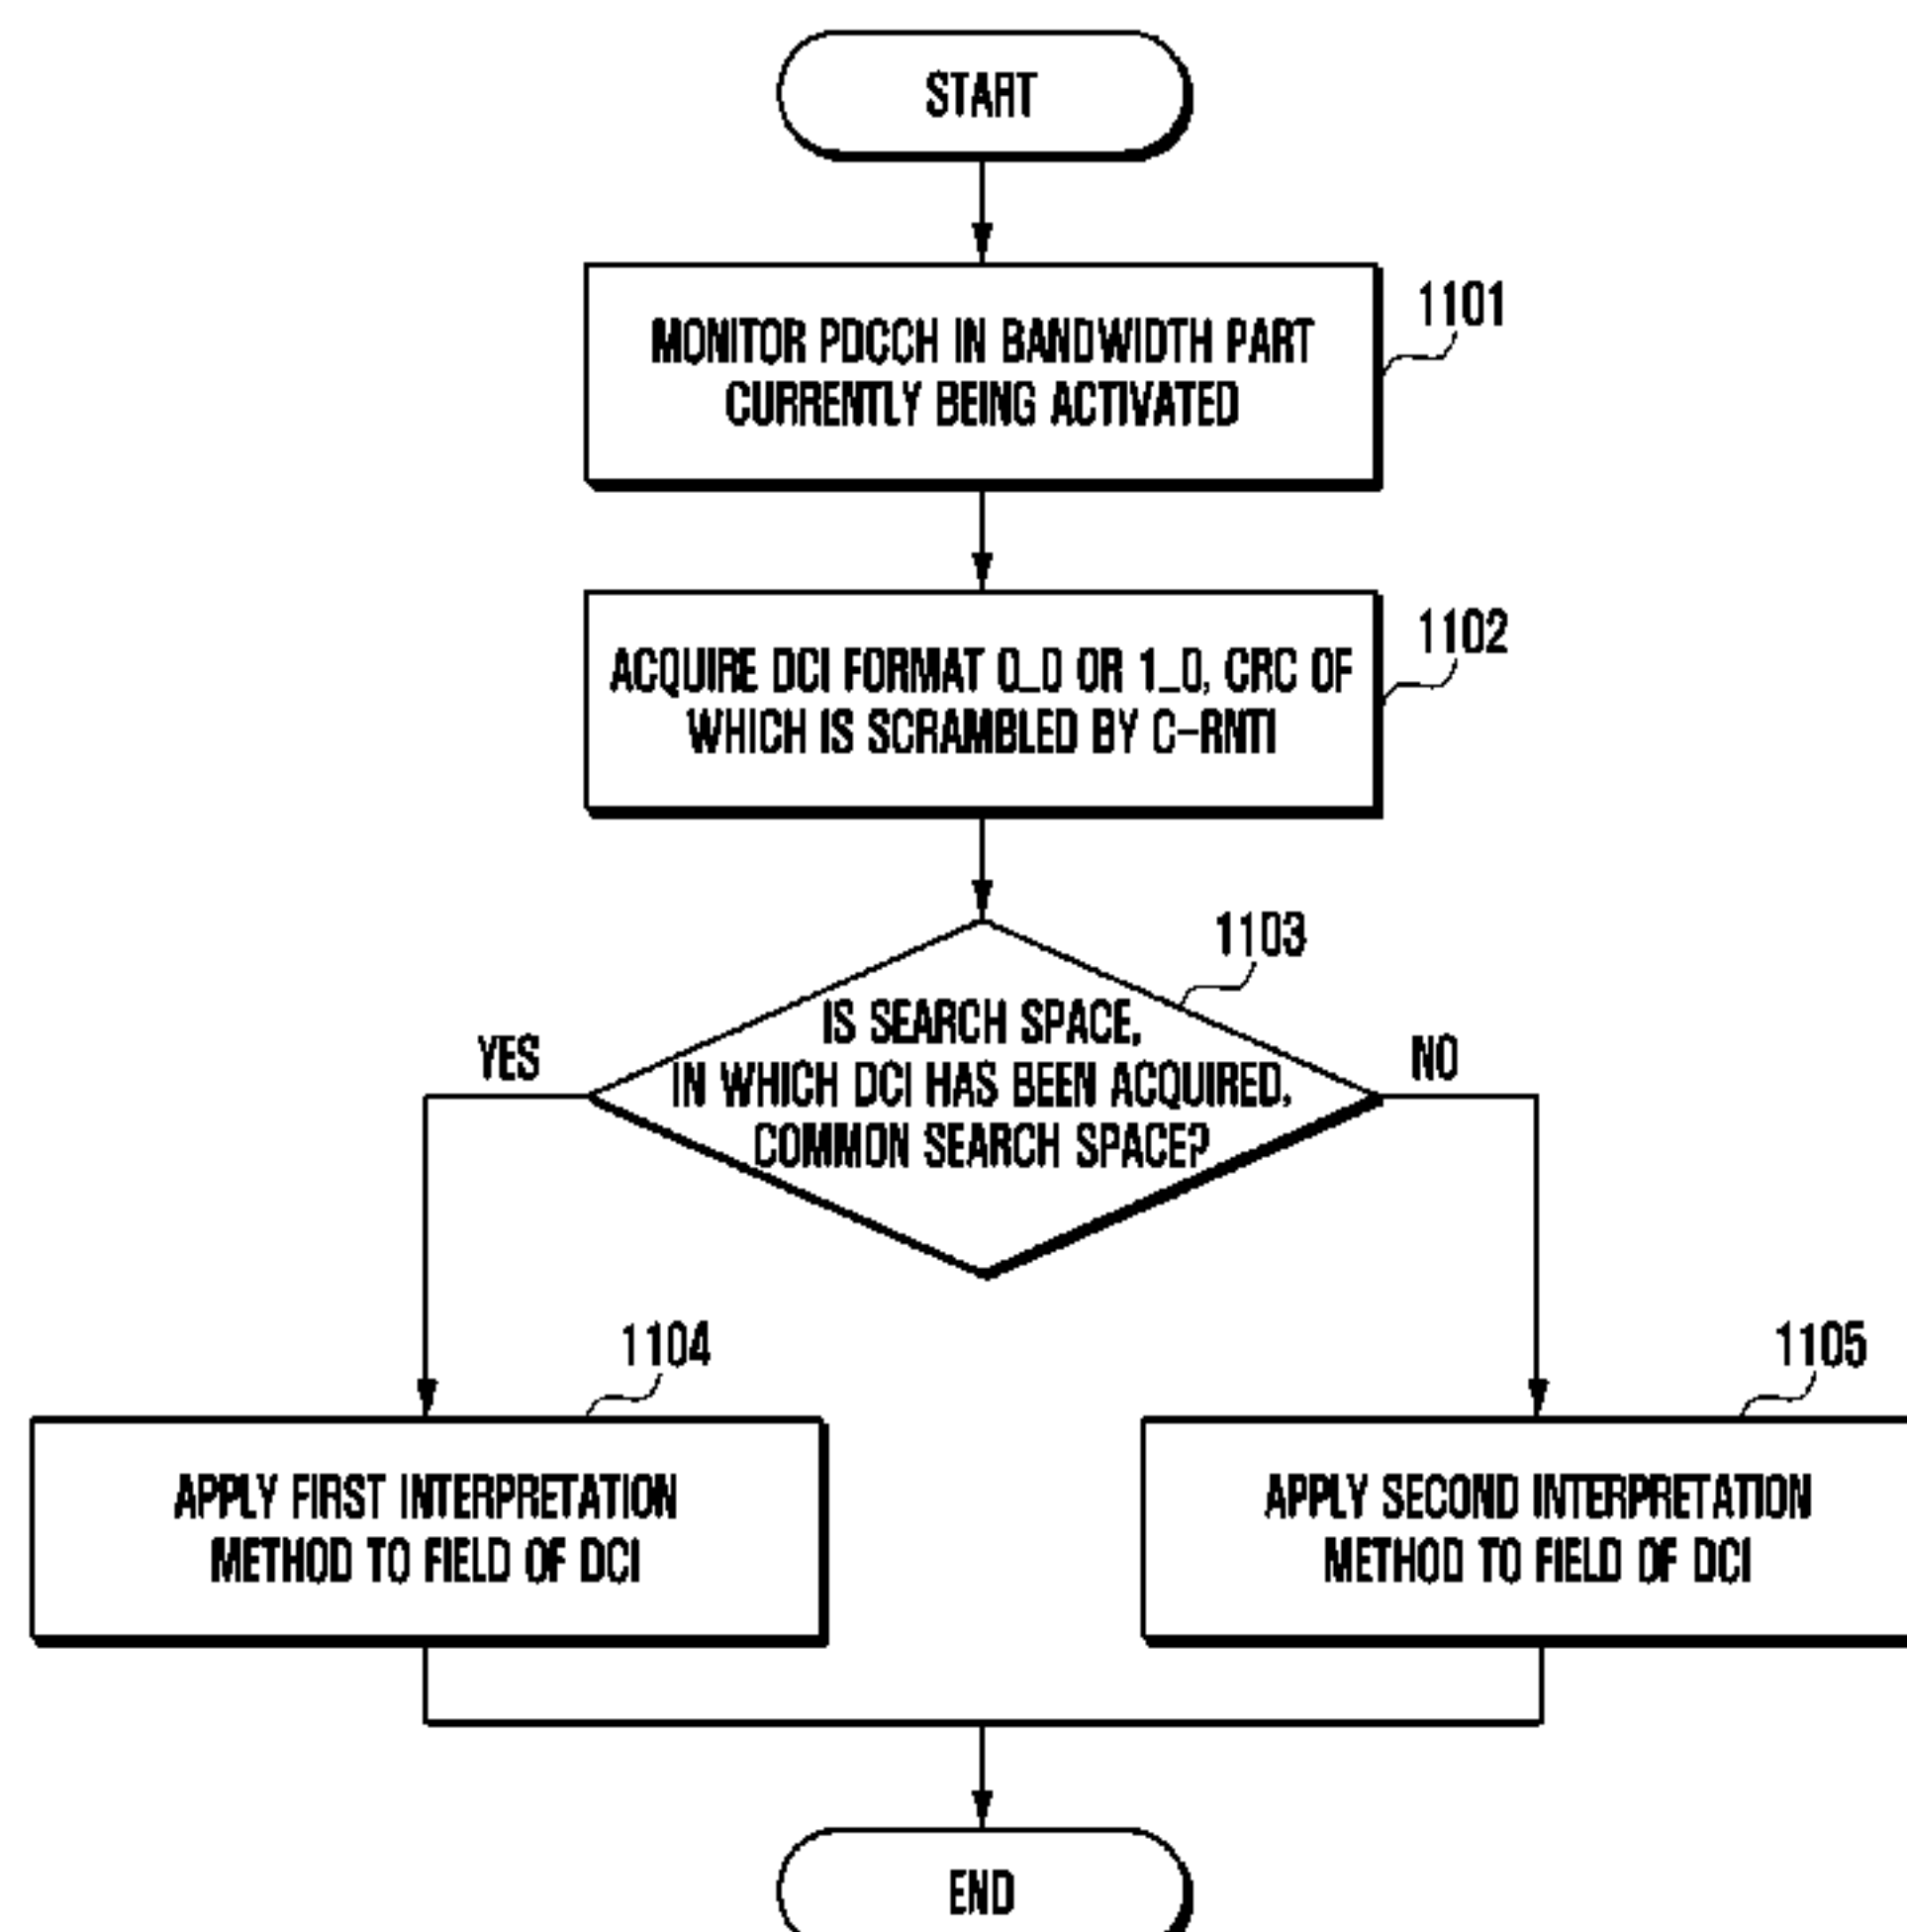 START
1101
MONITOR PDCCH IN BANDWIDTH PART
CURRENTLY BEING ACTIVATED
1102
ACQUIRE DCI FORMAT 0_0 OR 1_0, CRC OF
WHICH IS SCRAMBLED BY C-RNTI
1103
IS SEARCH SPACE,
IN WHICH DCI HAS BEEN ACQUIRED,
COMMON SEARCH SPACE?
YES
NO
1104
APPLY FIRST INTERPRETATION
METHOD TO FIELD OF DCI
1105
APPLY SECOND INTERPRETATION
METHOD TO FIELD OF DCI
END